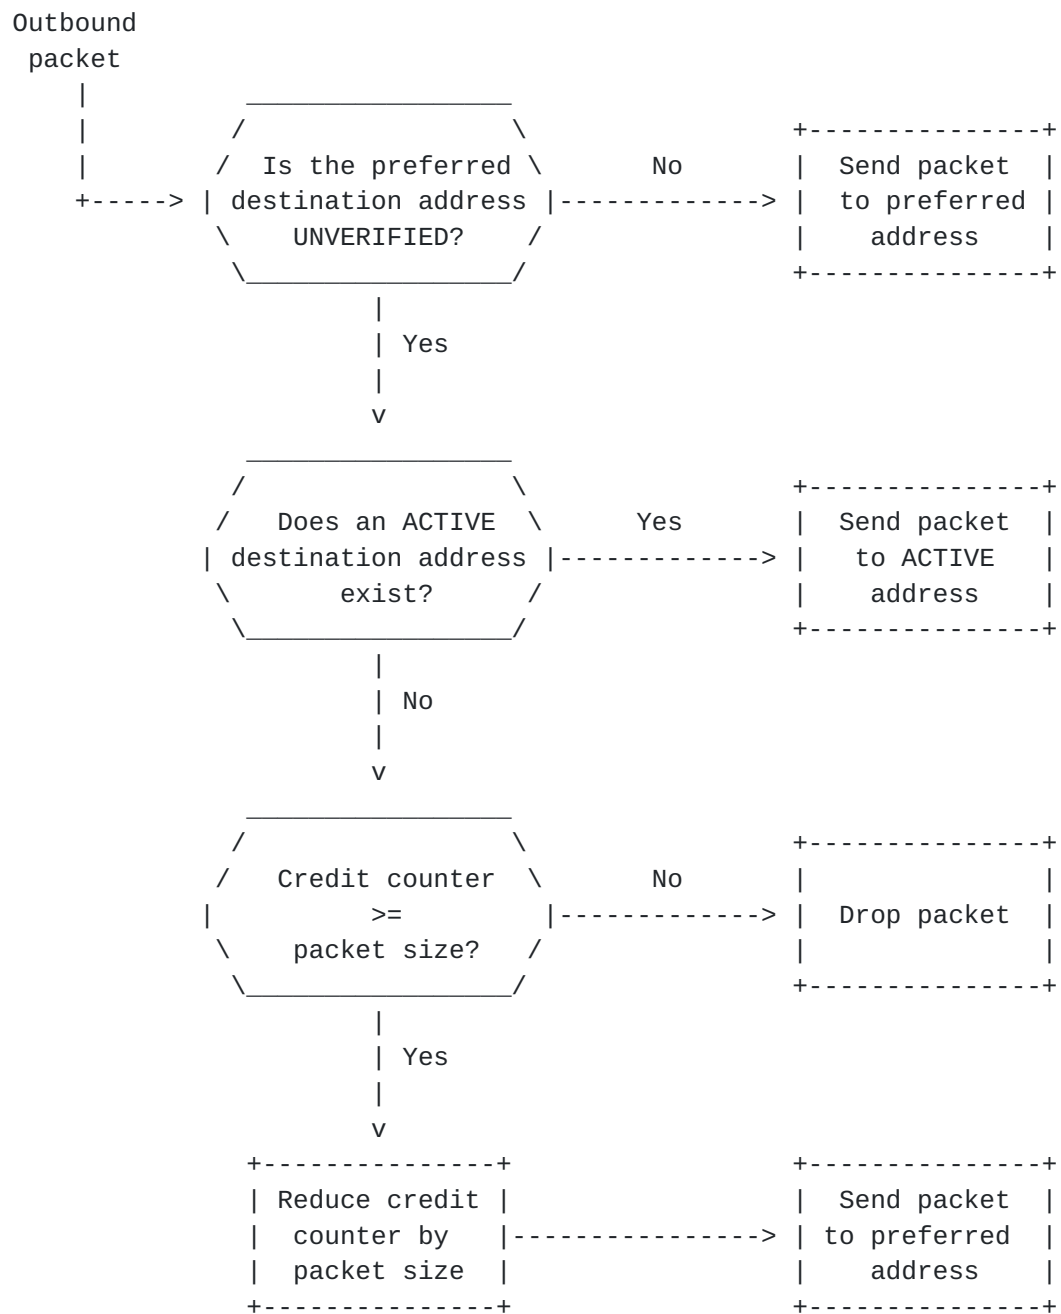 Outbound
packet
Is the preferred No Send packet
destination address to preferred
UNVERIFIED? address
Yes
Does an ACTIVE Yes Send packet
destination address to ACTIVE
exist? address
No
Credit counter No
>= Drop packet
packet size?
Yes
Reduce credit Send packet
counter by to preferred
packet size address